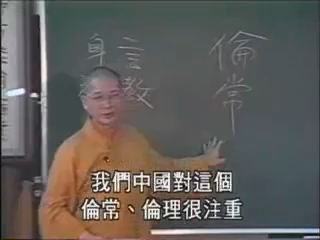 倫常
言教
身
我們中國對這個
倫常、倫理很注重